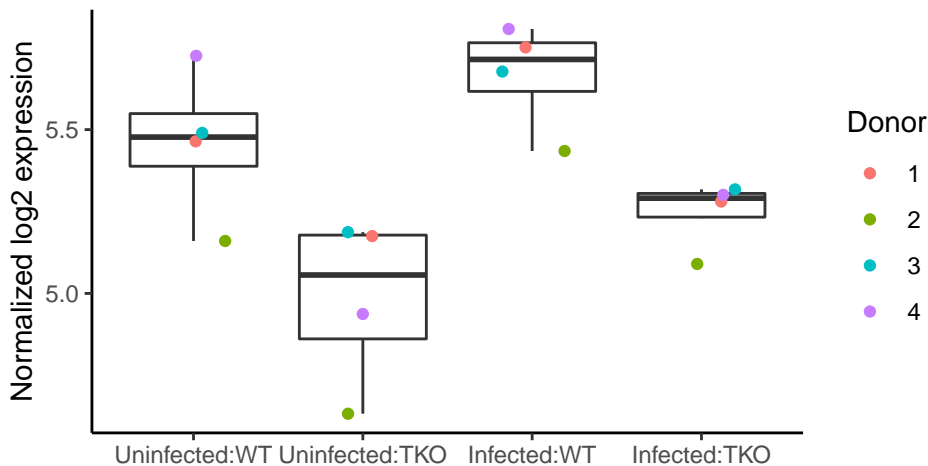 Normalized log2 expression
5.5
5.0
Uninfected:WT
Uninfected:TKO
Infected:WT
Infected:TKO
Donor
1
2
3
4